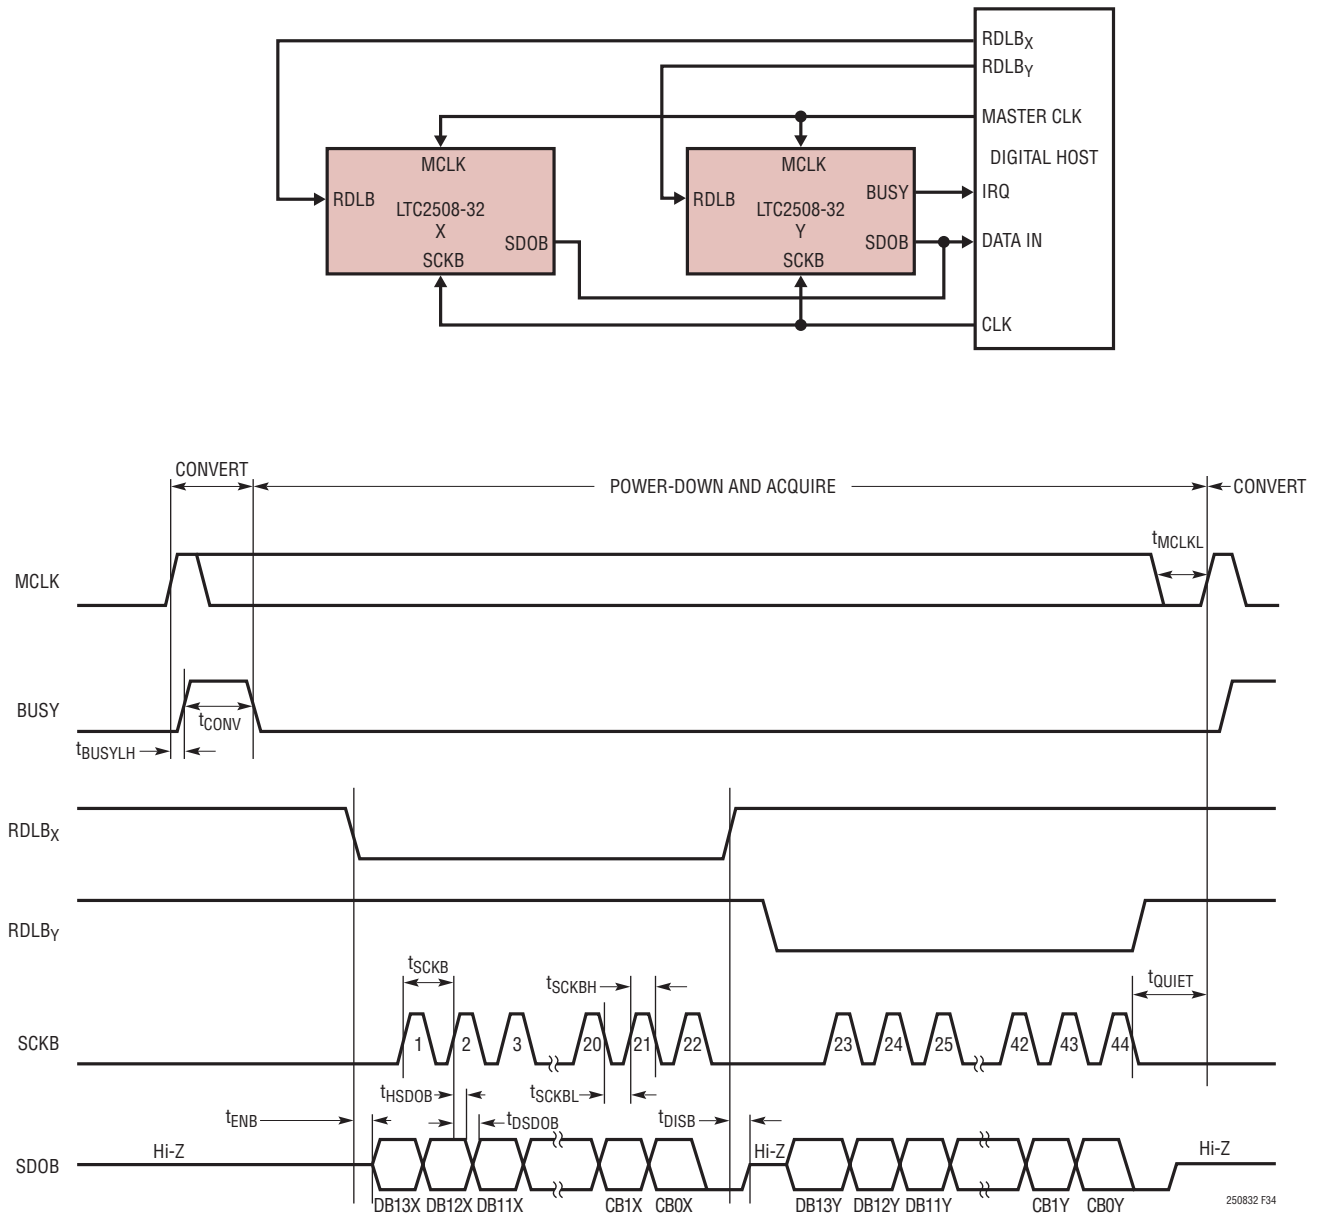 RDLBX
RDLBY
MASTER CLK
MCLK
MCLK
DIGITAL HOST
RDLB
LTC2508-32
X
SDOB
SCKB
RDLB
LTC2508-32
Y
BUSY
SDOB
SCKB
IRQ
DATA IN
CLK
CONVERT
POWER-DOWN AND ACQUIRE
CONVERT
tMCLKL
MCLK
BUSY
tCONV
tBUSYLH
RDLBX
RDLBY
tSCKB
tSCKBH
tQUIET
SCKB
1 2 3 20 21 22 23 24 25 42 43 44
tHSDOB
tSCKBL
tENB
tDSDOB
tDISB
SDOB
Hi-Z
Hi-Z
Hi-Z
DB13X DB12X DB11X CB1X CB0X DB13Y DB12Y DB11Y CB1Y CB0Y
250832 F34